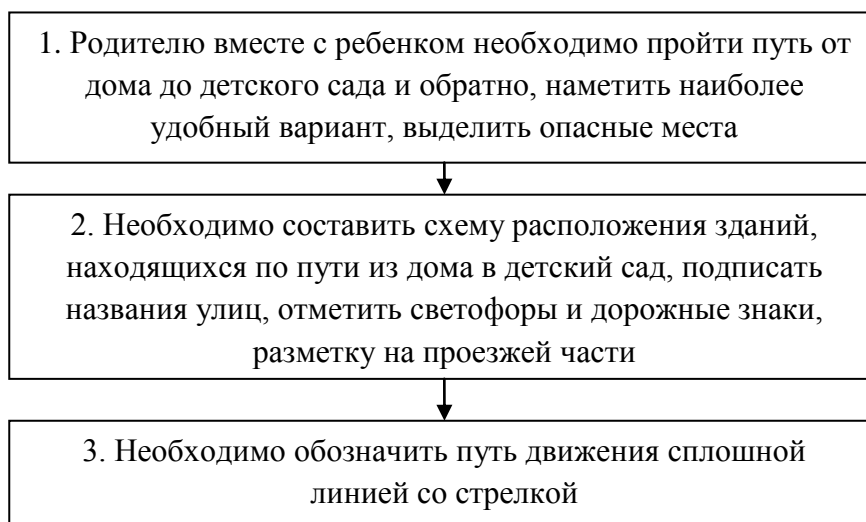 1. Родителю вместе с ребенком необходимо пройти путь от
дома до детского сада и обратно, наметить наиболее
удобный вариант, выделить опасные места
2. Необходимо составить схему расположения зданий,
находящихся по пути из дома в детский сад, подписать
названия улиц, отметить светофоры и дорожные знаки,
разметку на проезжей части
3. Необходимо обозначить путь движения сплошной
линией со стрелкой